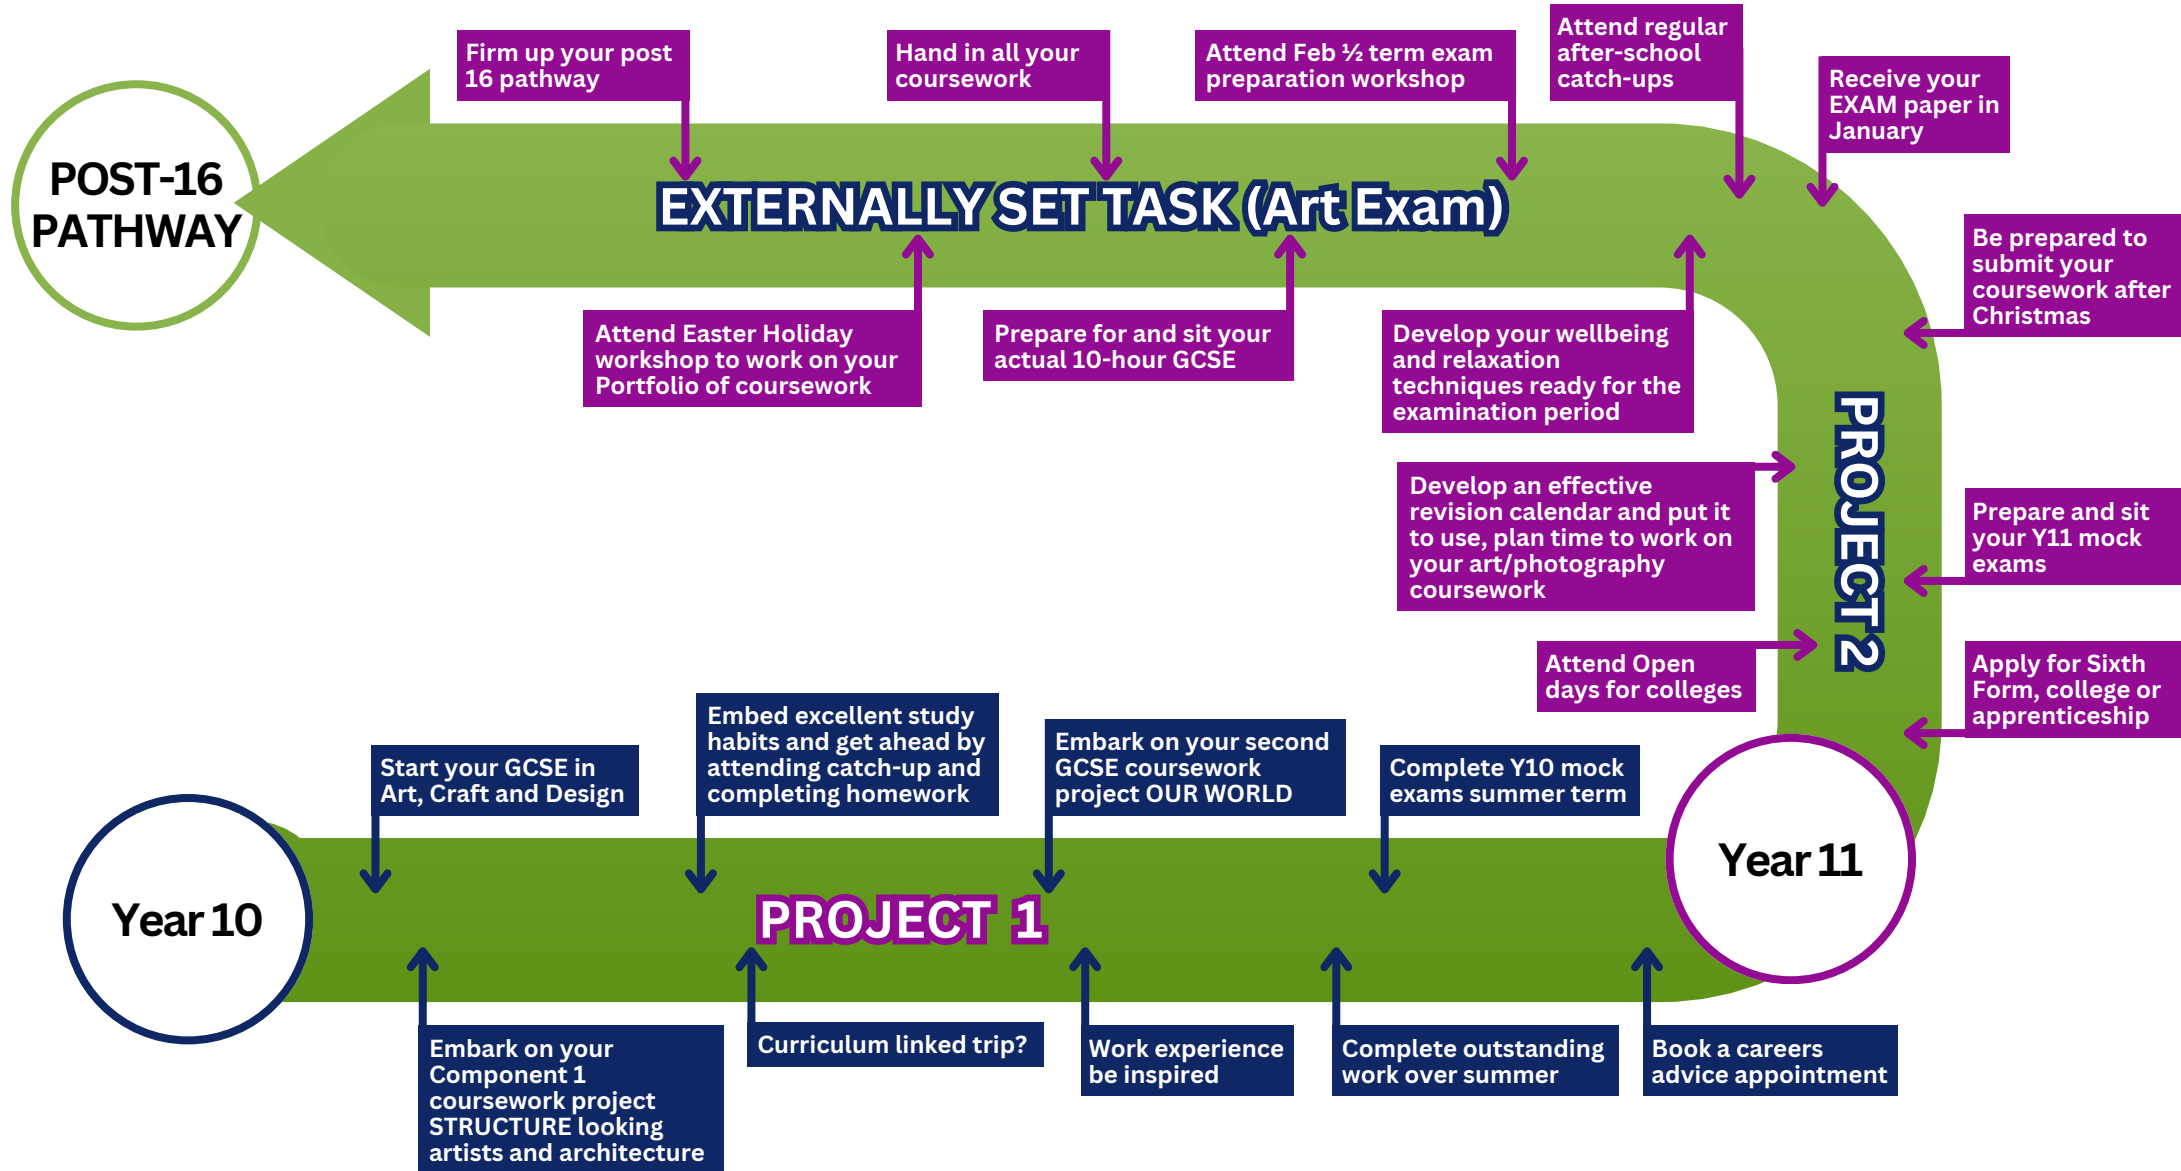 Firm up your post
16 pathway
Hand in all your
coursework
Attend Feb ½ term exam
preparation workshop
Attend regular
after-school
catch-ups
Receive your
EXAM paper in
January
POST-16
PATHWAY
EXTERNALLY SET TASK (Art Exam)
Be prepared to
submit your
coursework after
Christmas
Attend Easter Holiday
workshop to work on your
Portfolio of coursework
Prepare for and sit your
actual 10-hour GCSE
Develop your wellbeing
and relaxation
techniques ready for the
examination period
PROJECT 2
Develop an effective
revision calendar and put it
to use, plan time to work on
your art/photography
coursework
Prepare and sit
your Y11 mock
exams
Attend Open
days for colleges
Apply for Sixth
Form, college or
apprenticeship
Start your GCSE in
Art, Craft and Design
Embed excellent study
habits and get ahead by
attending catch-up and
completing homework
Embark on your second
GCSE coursework
project OUR WORLD
Complete Y10 mock
exams summer term
Year 10
PROJECT 1
Year 11
Embark on your
Component 1
coursework project
STRUCTURE looking
artists and architecture
Curriculum linked trip?
Work experience
be inspired
Complete outstanding
work over summer
Book a careers
advice appointment